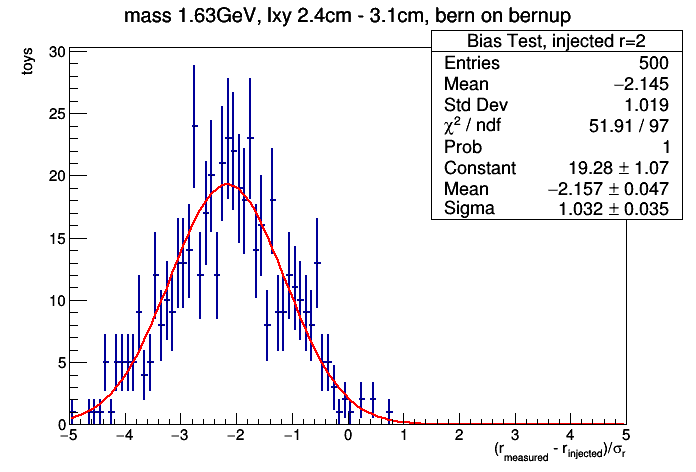 mass 1.63GeV, lxy 2.4cm - 3.1cm, bern on bernup
Bias Test, injected r=2
Entries 500
Mean −2.145
Std Dev 1.019
χ² / ndf 51.91 / 97
Prob 1
Constant 19.28 ± 1.07
Mean −2.157 ± 0.047
Sigma 1.032 ± 0.035
toys
30
25
20
15
10
5
0
−5 −4 −3 −2 −1 0 1 2 3 4 5
(r_measured - r_injected)/σ_r